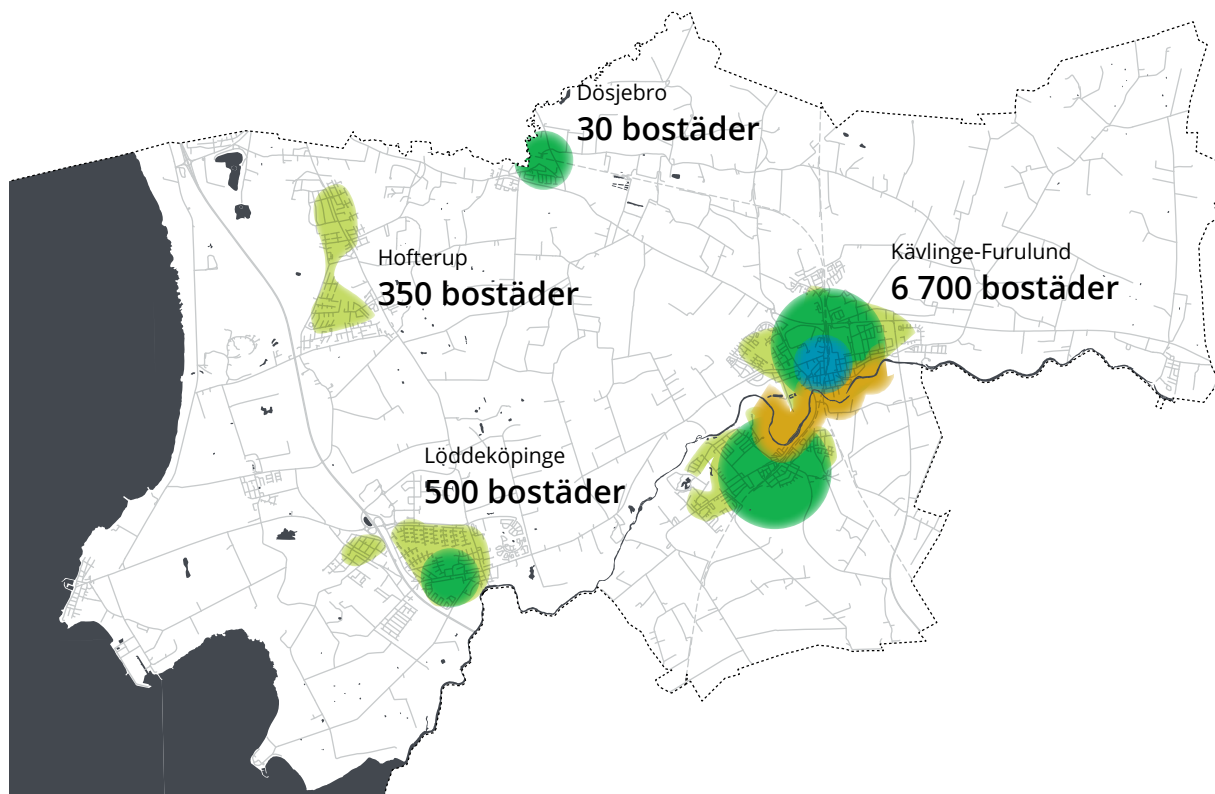 Dösjebro
30 bostäder
Kävlinge-Furulund
6 700 bostäder
Hofterup
350 bostäder
Löddeköpinge
500 bostäder